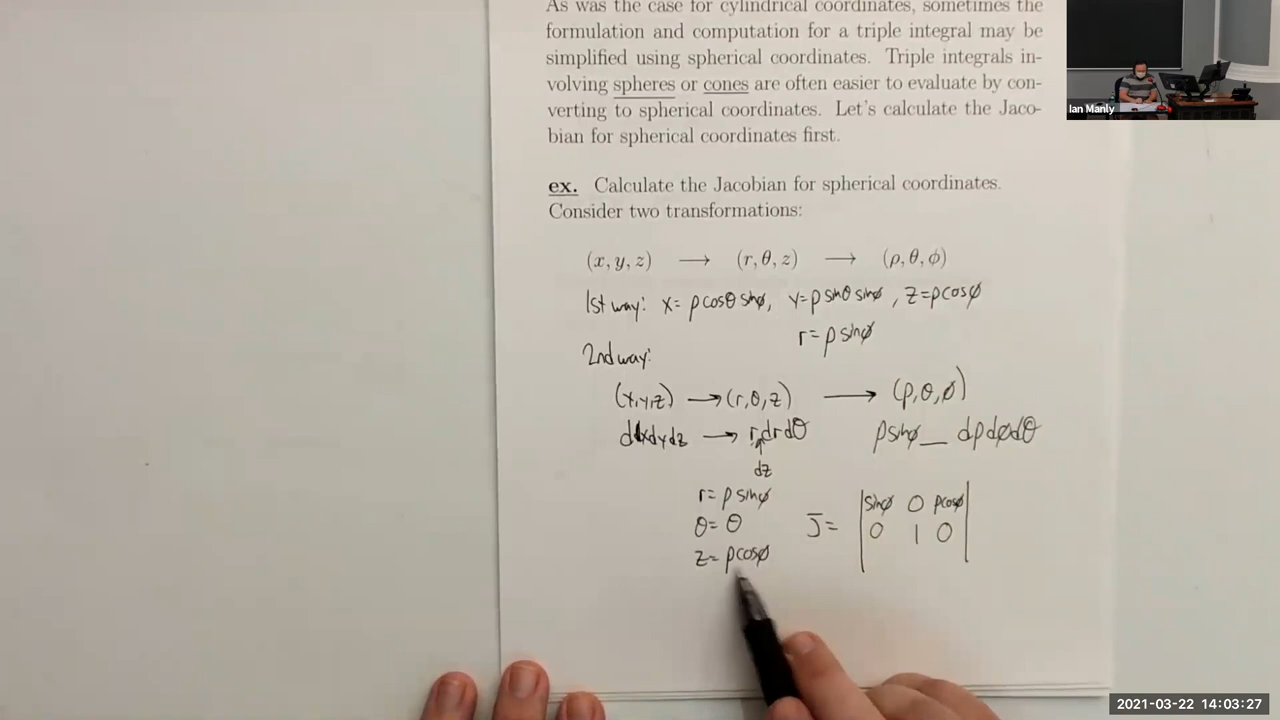 As was the case for cylindrical coordinates, sometimes the
formulation and computation for a triple integral may be
simplified using spherical coordinates. Triple integrals in-
volving spheres or cones are often easier to evaluate by con-
verting to spherical coordinates. Let's calculate the Jaco-
bian for spherical coordinates first.
ex. Calculate the Jacobian for spherical coordinates.
Consider two transformations:
(x, y, z) ⟶ (r, θ, z) ⟶ (ρ, θ, ϕ)
1st way: x= ρcosθ sinϕ, y=ρ sinθ sinϕ, z=ρcosϕ
r= ρ sinϕ
2nd way:
(x,y,z) ⟶ (r, θ, z) ⟶ (ρ, θ, ϕ)
dxdydz ⟶ r drdθ ρsinϕ__ dρdϕdθ
dz
r= ρ sinϕ
θ= θ
z= ρcosϕ
J= |sinϕ 0 ρcosϕ|
0 1 0
Ian Manly
2021-03-22 14:03:27